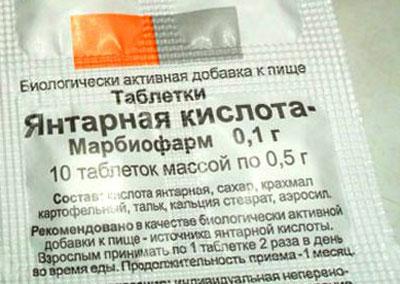 Биологически активная добавка к пище
Таблетки
Янтарная кислота-
Марбиофарм 0,1 г
10 таблеток массой по 0,5 г
Состав: кислота янтарная, сахар, крахмал
картофельный, тальк, кальция стеарат, аэросил.
Рекомендовано в качестве биологически активной
добавки к пище - источника янтарной кислоты.
Взрослым принимать по 1 таблетке 2 раза в день
во время еды. Продолжительность приема -1 месяц.
индивидуальная неперено-